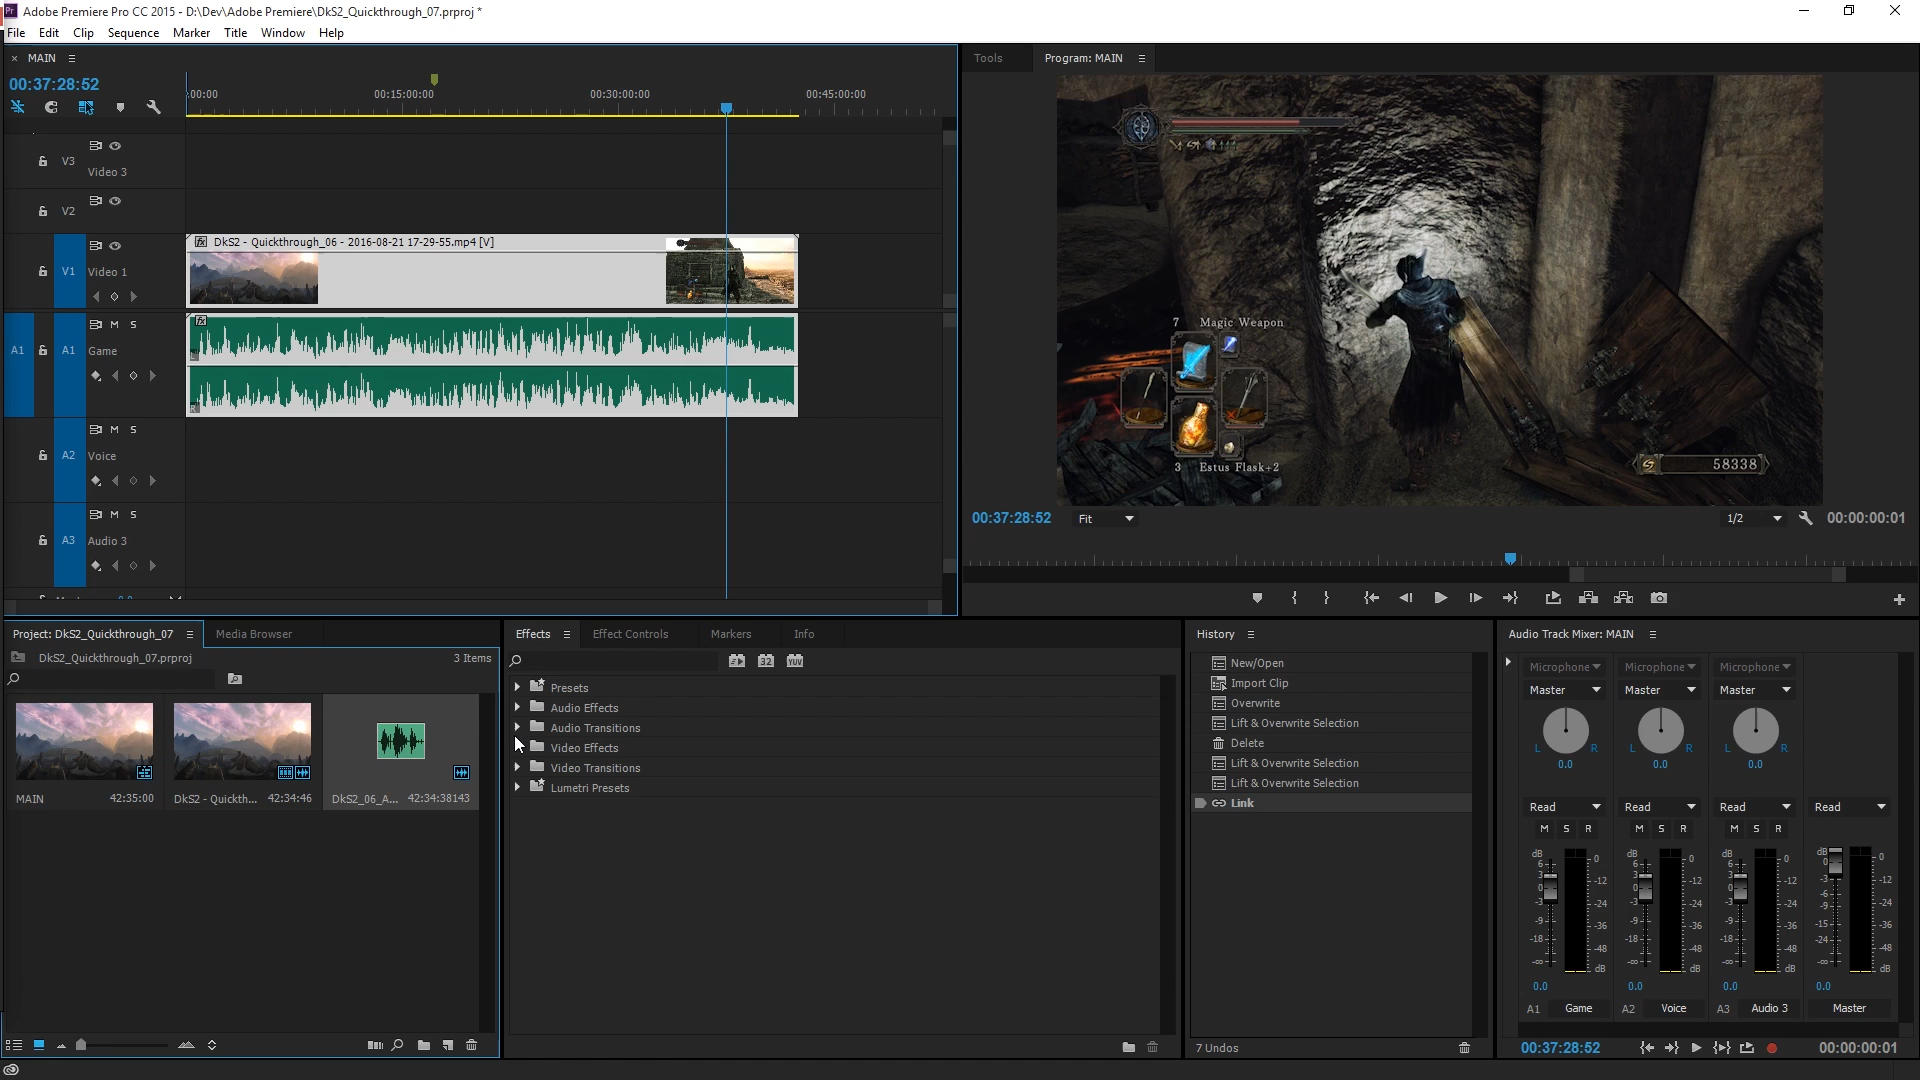 Adobe Premiere Pro CC 2015 - D:\Dev\Adobe Premiere\DkS2_Quickthrough_07.prproj *
File Edit Clip Sequence Marker Title Window Help
× MAIN
00:37:28:52
:00:00 00:15:00:00 00:30:00:00 00:45:00:00
V3 Video 3
V2
V1 Video 1
DkS2 - Quickthrough_06 - 2016-08-21 17-29-55.mp4 [V]
M S
A1 A1 Game
L
R
M S
A2 Voice
M S
A3 Audio 3
Tools Program: MAIN
7 Magic Weapon
3 Estus Flask+2
58338
00:37:28:52 Fit 1/2 00:00:00:01
Project: DkS2_Quickthrough_07 Media Browser
DkS2_Quickthrough_07.prproj 3 Items
MAIN 42:35:00
DkS2 - Quickth... 42:34:46
DkS2_06_A... 42:34:38143
Effects Effect Controls Markers Info
32 YUV
Presets
Audio Effects
Audio Transitions
Video Effects
Video Transitions
Lumetri Presets
History
New/Open
Import Clip
Overwrite
Lift & Overwrite Selection
Delete
Lift & Overwrite Selection
Lift & Overwrite Selection
Link
7 Undos
Audio Track Mixer: MAIN
Microphone Microphone Microphone
Master Master Master
L R L R L R
0.0 0.0 0.0
Read Read Read Read
M S R M S R M S R
dB dB dB dB
6 0 6 0 6 0 0
3 -12 3 -12 3 -12 -3 -12
0 0 0 -6
-3 -24 -3 -24 -3 -24 -9 -24
-9 -36 -9 -36 -9 -36 -15 -36
-18 -48 -18 -48 -18 -48 -24 -48
-∞ dB -∞ dB -∞ dB -∞ dB
0.0 0.0 0.0 0.0
A1 Game A2 Voice A3 Audio 3 Master
00:37:28:52 00:00:00:01